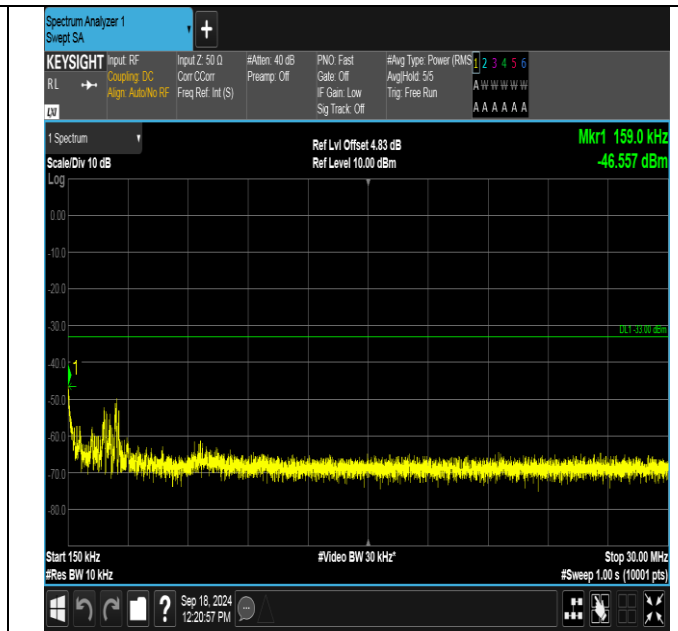 Spectrum Analyzer 1
Swept SA
+
KEYSIGHT
RL
LXI
Input: RF
Coupling: DC
Align: Auto/No RF
Input Z: 50 Ω
Corr CCorr
Freq Ref: Int (S)
#Atten: 40 dB
Preamp: Off
PNO: Fast
Gate: Off
IF Gain: Low
Sig Track: Off
#Avg Type: Power (RMS
Avg|Hold: 5/5
Trig: Free Run
1 2 3 4 5 6
A W W W W W
A A A A A A
1 Spectrum
Scale/Div 10 dB
Ref Lvl Offset 4.83 dB
Ref Level 10.00 dBm
Mkr1 159.0 kHz
-46.557 dBm
Log
0.00
-10.0
-20.0
-30.0
DL1 -33.00 dBm
-40.0
1
-50.0
-60.0
-70.0
-80.0
Start 150 kHz
#Video BW 30 kHz*
Stop 30.00 MHz
#Res BW 10 kHz
#Sweep 1.00 s (10001 pts)
?
Sep 18, 2024
12:20:57 PM